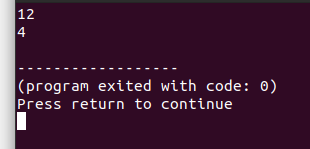 12
4
------------------
(program exited with code: 0)
Press return to continue